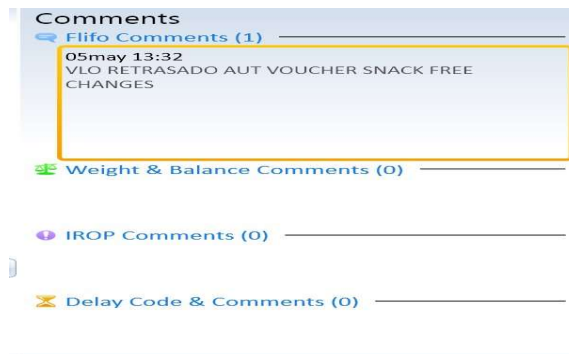 Comments
Flifo Comments (1)
05may 13:32
VLO RETRASADO AUT VOUCHER SNACK FREE
CHANGES
Weight & Balance Comments (0)
IROP Comments (0)
Delay Code & Comments (0)